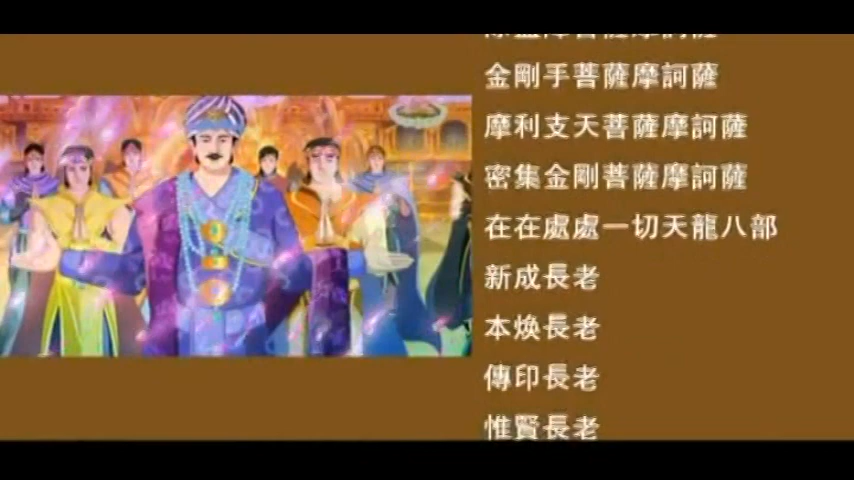 金剛手菩薩摩訶薩
摩利支天菩薩摩訶薩
密集金剛菩薩摩訶薩
在在處處一切天龍八部
新成長老
本煥長老
傳印長老
惟賢長老